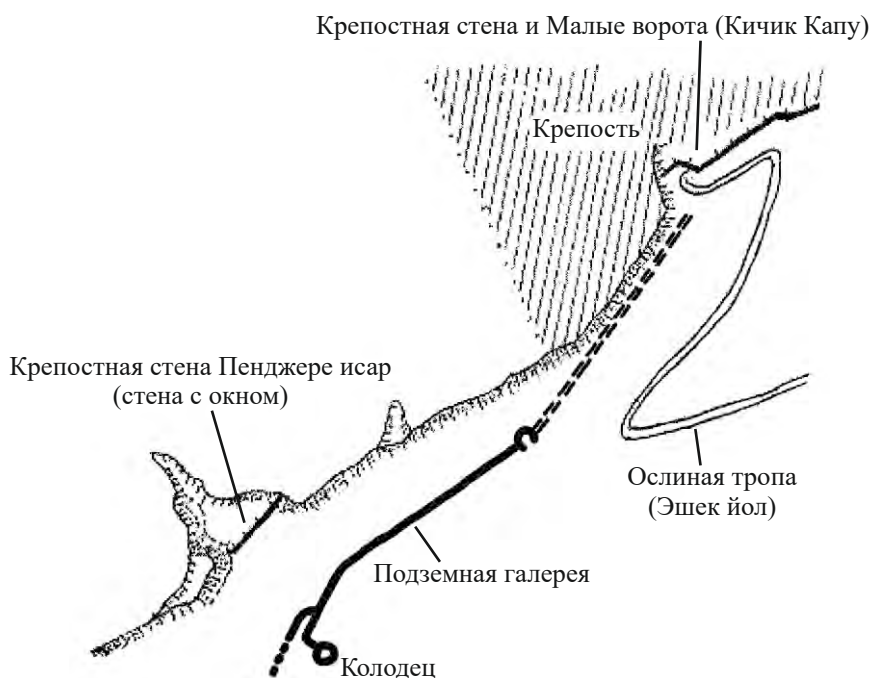 Крепостная стена и Малые ворота (Кичик Капу)
Крепость
Крепостная стена Пенджере исар
(стена с окном)
Ослиная тропа
(Эшек йол)
Подземная галерея
Колодец